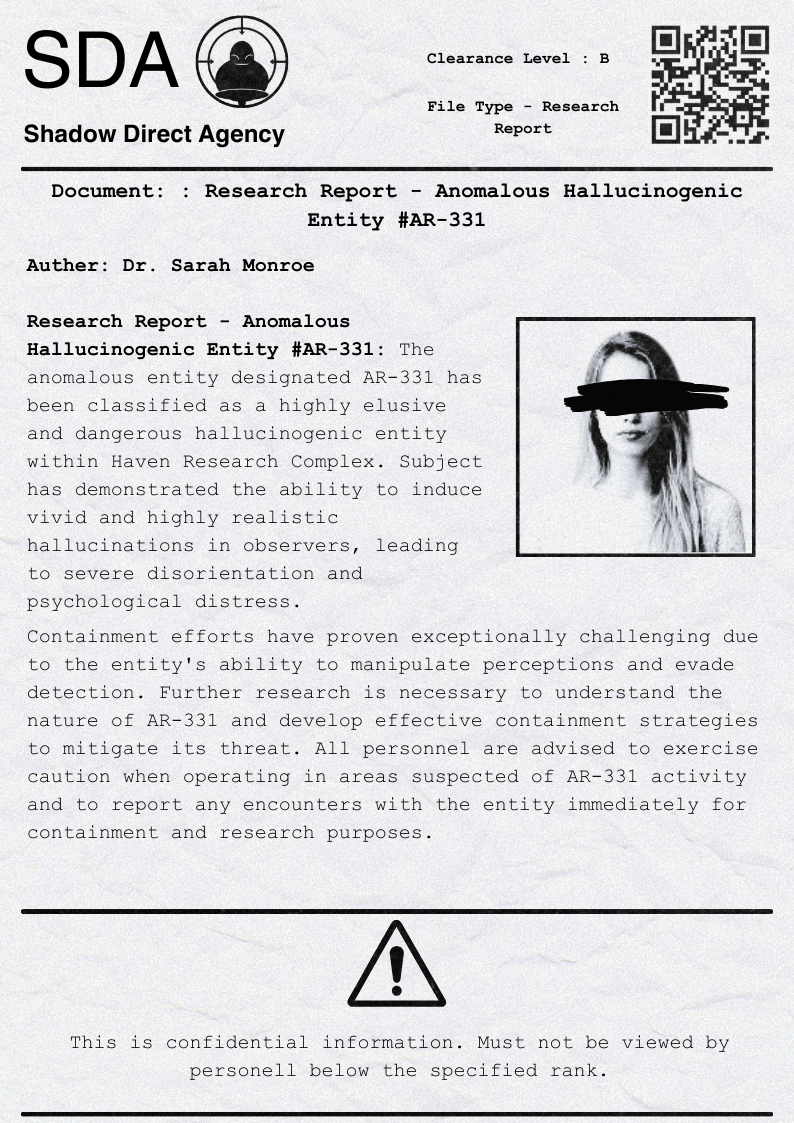 SDA
Shadow Direct Agency
Clearance Level : B
File Type - Research
Report
Document: : Research Report - Anomalous Hallucinogenic
Entity #AR-331
Auther: Dr. Sarah Monroe
Research Report - Anomalous
Hallucinogenic Entity #AR-331: The
anomalous entity designated AR-331 has
been classified as a highly elusive
and dangerous hallucinogenic entity
within Haven Research Complex. Subject
has demonstrated the ability to induce
vivid and highly realistic
hallucinations in observers, leading
to severe disorientation and
psychological distress.
Containment efforts have proven exceptionally challenging due
to the entity's ability to manipulate perceptions and evade
detection. Further research is necessary to understand the
nature of AR-331 and develop effective containment strategies
to mitigate its threat. All personnel are advised to exercise
caution when operating in areas suspected of AR-331 activity
and to report any encounters with the entity immediately for
containment and research purposes.
This is confidential information. Must not be viewed by
personell below the specified rank.